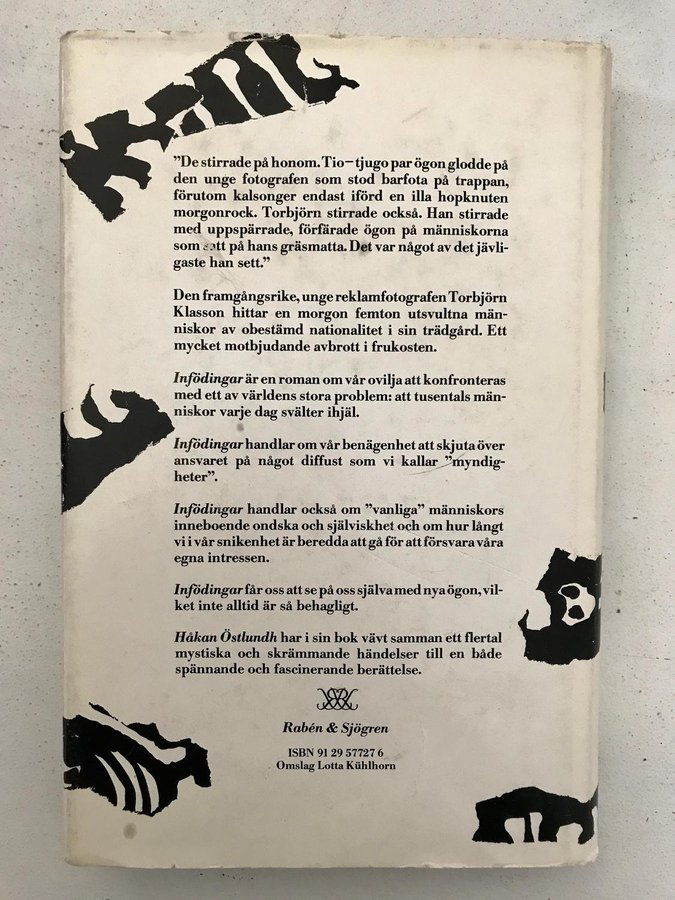 ”De stirrade på honom. Tio–tjugo par ögon glodde på
den unge fotografen som stod barfota på trappan,
förutom kalsonger endast iförd en illa hopknuten
morgonrock. Torbjörn stirrade också. Han stirrade
med uppspärrade, förfärade ögon på människorna
som satt på hans gräsmatta. Det var något av det jävli-
gaste han sett.”
Den framgångsrike, unge reklamfotografen Torbjörn
Klasson hittar en morgon femton utsvultna män-
niskor av obestämd nationalitet i sin trädgård. Ett
mycket motbjudande avbrott i frukosten.
Infödingar är en roman om vår ovilja att konfronteras
med ett av världens stora problem: att tusentals män-
niskor varje dag svälter ihjäl.
Infödingar handlar om vår benägenhet att skjuta över
ansvaret på något diffust som vi kallar ”myndig-
heter”.
Infödingar handlar också om ”vanliga” människors
inneboende ondska och själviskhet och om hur långt
vi i vår snikenhet är beredda att gå för att försvara våra
egna intressen.
Infödingar får oss att se på oss själva med nya ögon, vil-
ket inte alltid är så behagligt.
Håkan Östlundh har i sin bok vävt samman ett flertal
mystiska och skrämmande händelser till en både
spännande och fascinerande berättelse.
Rabén & Sjögren
ISBN 91 29 57727 6
Omslag Lotta Kühlhorn